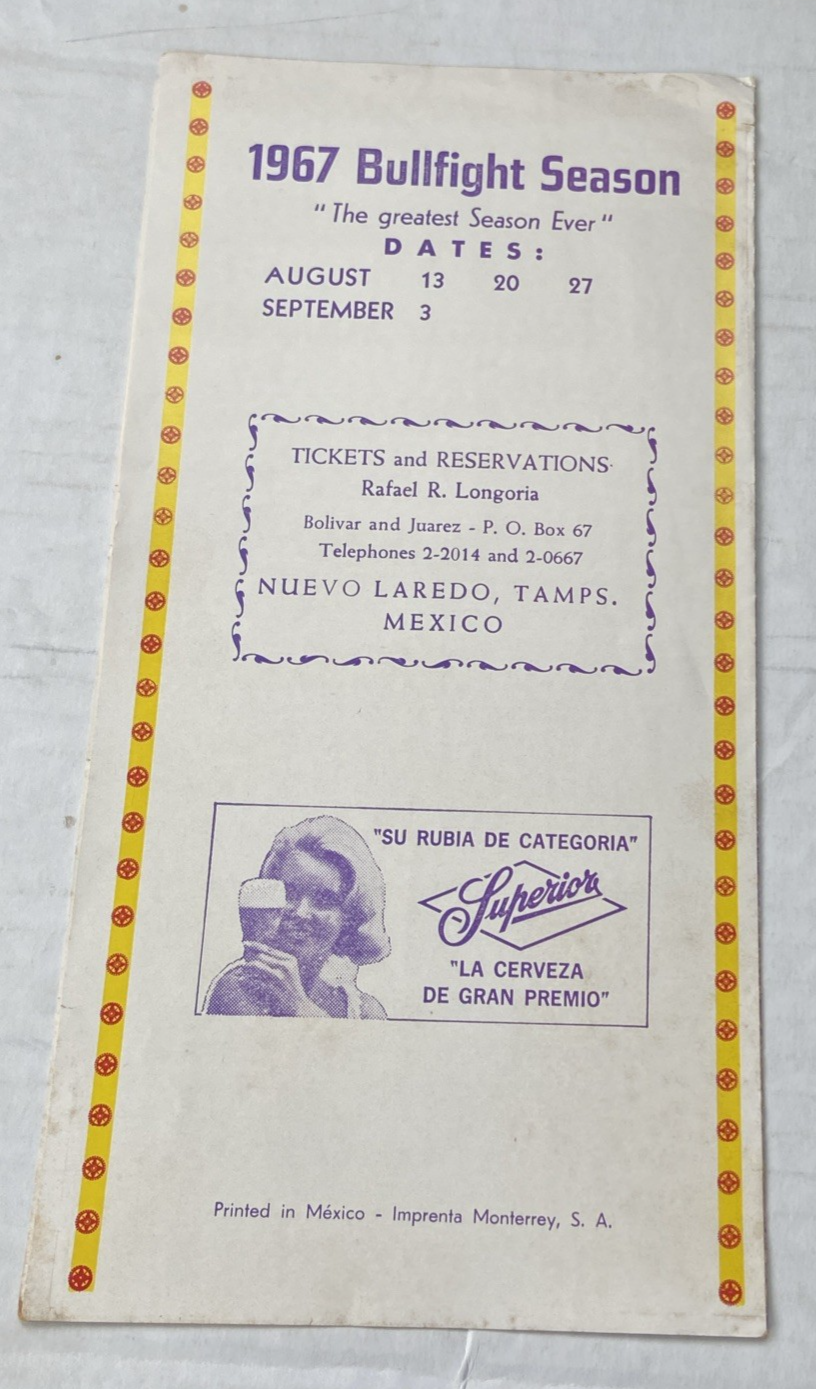 1967 Bullfight Season
"The greatest Season Ever"
DATES:
AUGUST 13 20 27
SEPTEMBER 3
TICKETS and RESERVATIONS
Rafael R. Longoria
Bolivar and Juarez - P. O. Box 67
Telephones 2-2014 and 2-0667
NUEVO LAREDO, TAMPS.
MEXICO
"SU RUBIA DE CATEGORIA"
Superior
"LA CERVEZA
DE GRAN PREMIO"
Printed in México - Imprenta Monterrey, S. A.